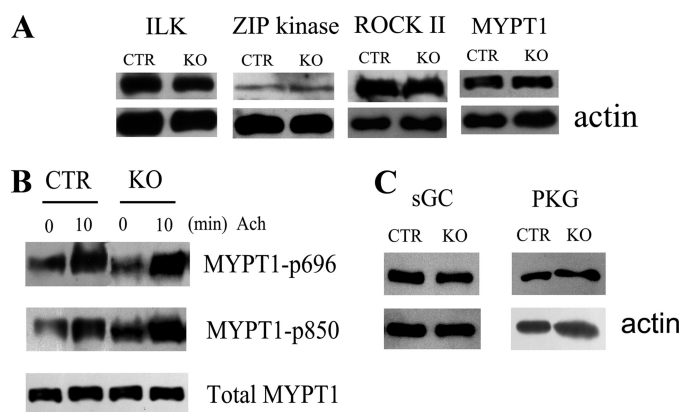 A
ILK ZIP kinase ROCK II MYPT1
CTR KO CTR KO CTR KO CTR KO
actin
B
CTR KO
0 10 0 10 (min) Ach
MYPT1-p696
MYPT1-p850
Total MYPT1
C
sGC PKG
CTR KO CTR KO
actin